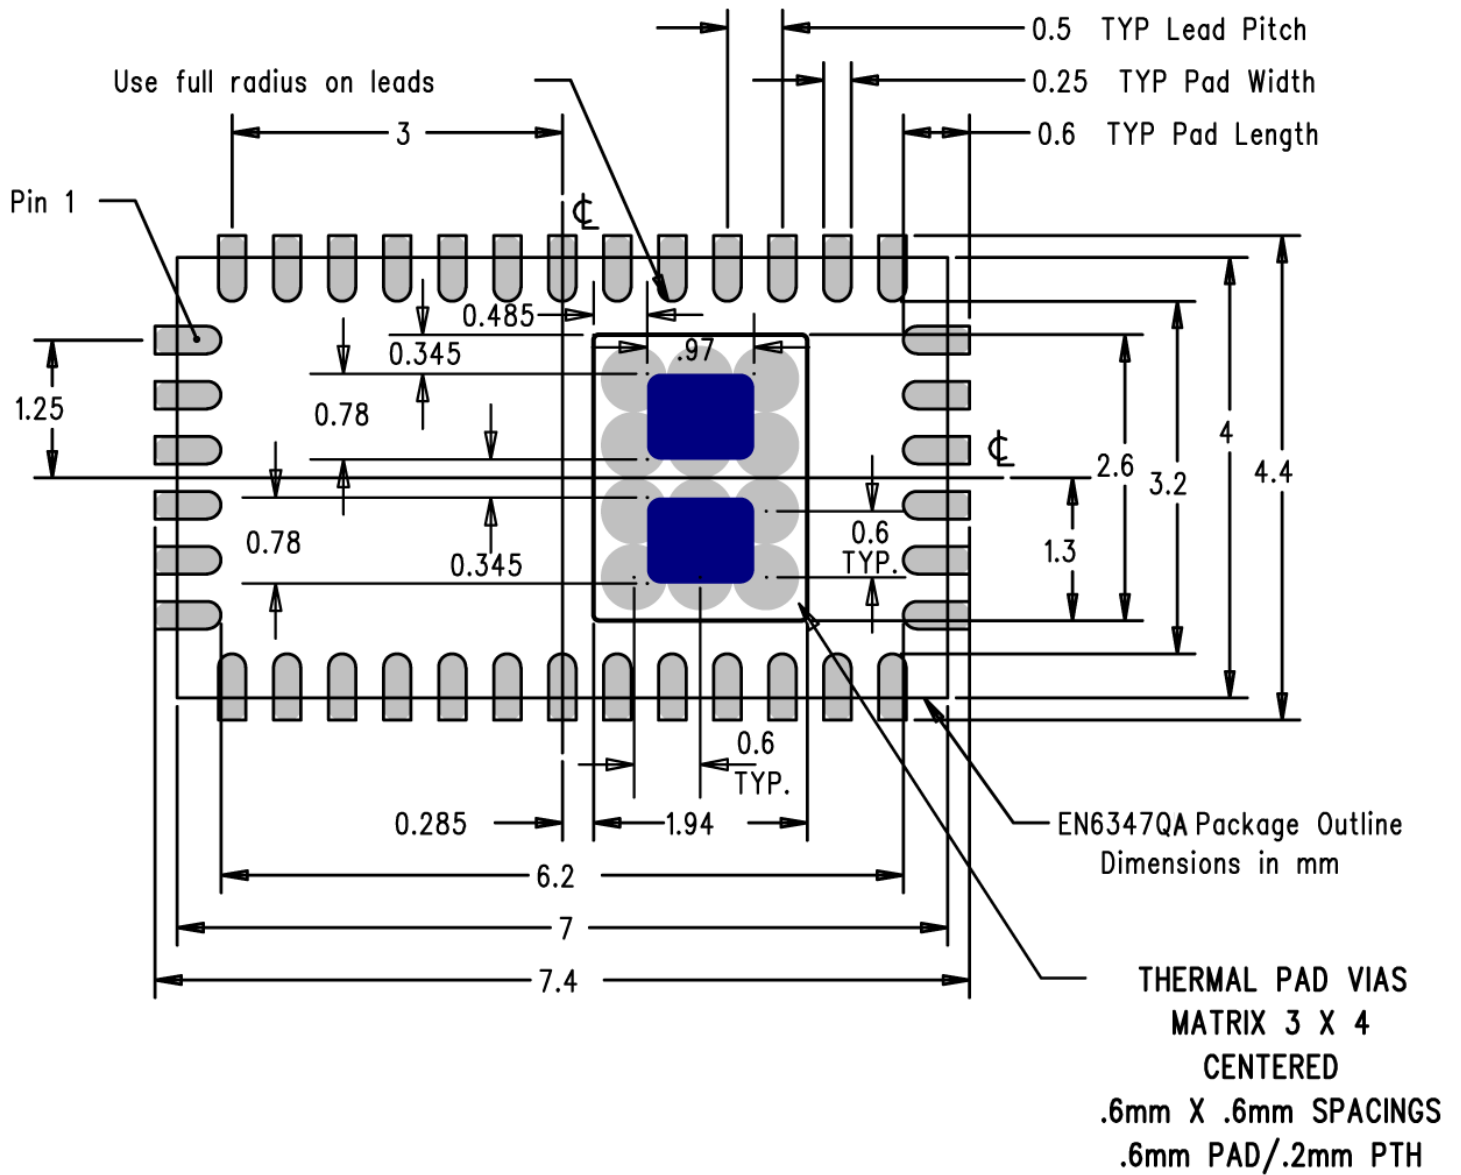 0.5 TYP Lead Pitch
Use full radius on leads
0.25 TYP Pad Width
3
0.6 TYP Pad Length
Pin 1
℄
0.485
0.345
.97
1.25
0.78
4
℄
2.6
3.2
4.4
0.78
0.6
TYP.
1.3
0.345
0.6
TYP.
0.285
1.94
EN6347QA Package Outline
Dimensions in mm
6.2
7
7.4
THERMAL PAD VIAS
MATRIX 3 X 4
CENTERED
.6mm X .6mm SPACINGS
.6mm PAD/.2mm PTH